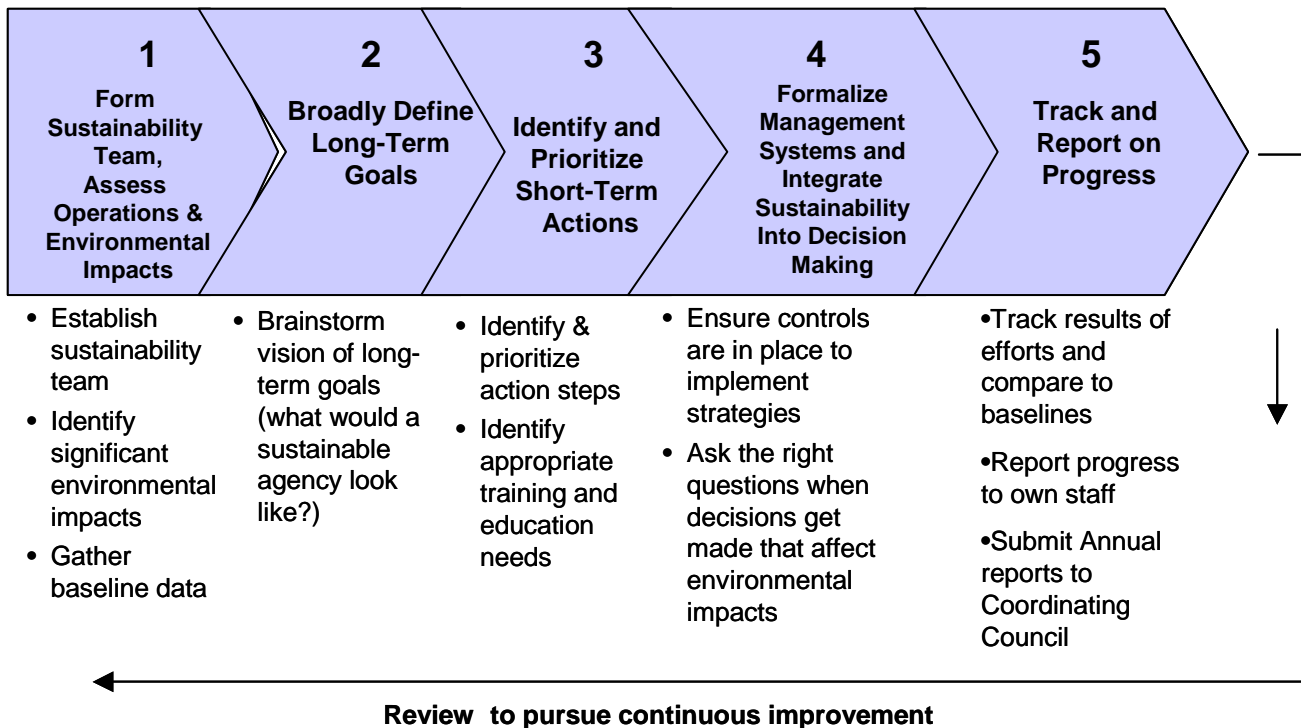 1
Form
Sustainability
Team,
Assess
Operations &
Environmental
Impacts
2
Broadly Define
Long-Term
Goals
3
Identify and
Prioritize
Short-Term
Actions
4
Formalize
Management
Systems and
Integrate
Sustainability
Into Decision
Making
5
Track and
Report on
Progress
• Establish
sustainability
team
• Identify
significant
environmental
impacts
• Gather
baseline data
• Brainstorm
vision of long-
term goals
(what would a
sustainable
agency look
like?)
• Identify &
prioritize
action steps
• Identify
appropriate
training and
education
needs
• Ensure controls
are in place to
implement
strategies
• Ask the right
questions when
decisions get
made that affect
environmental
impacts
•Track results of
efforts and
compare to
baselines
•Report progress
to own staff
•Submit Annual
reports to
Coordinating
Council
Review to pursue continuous improvement